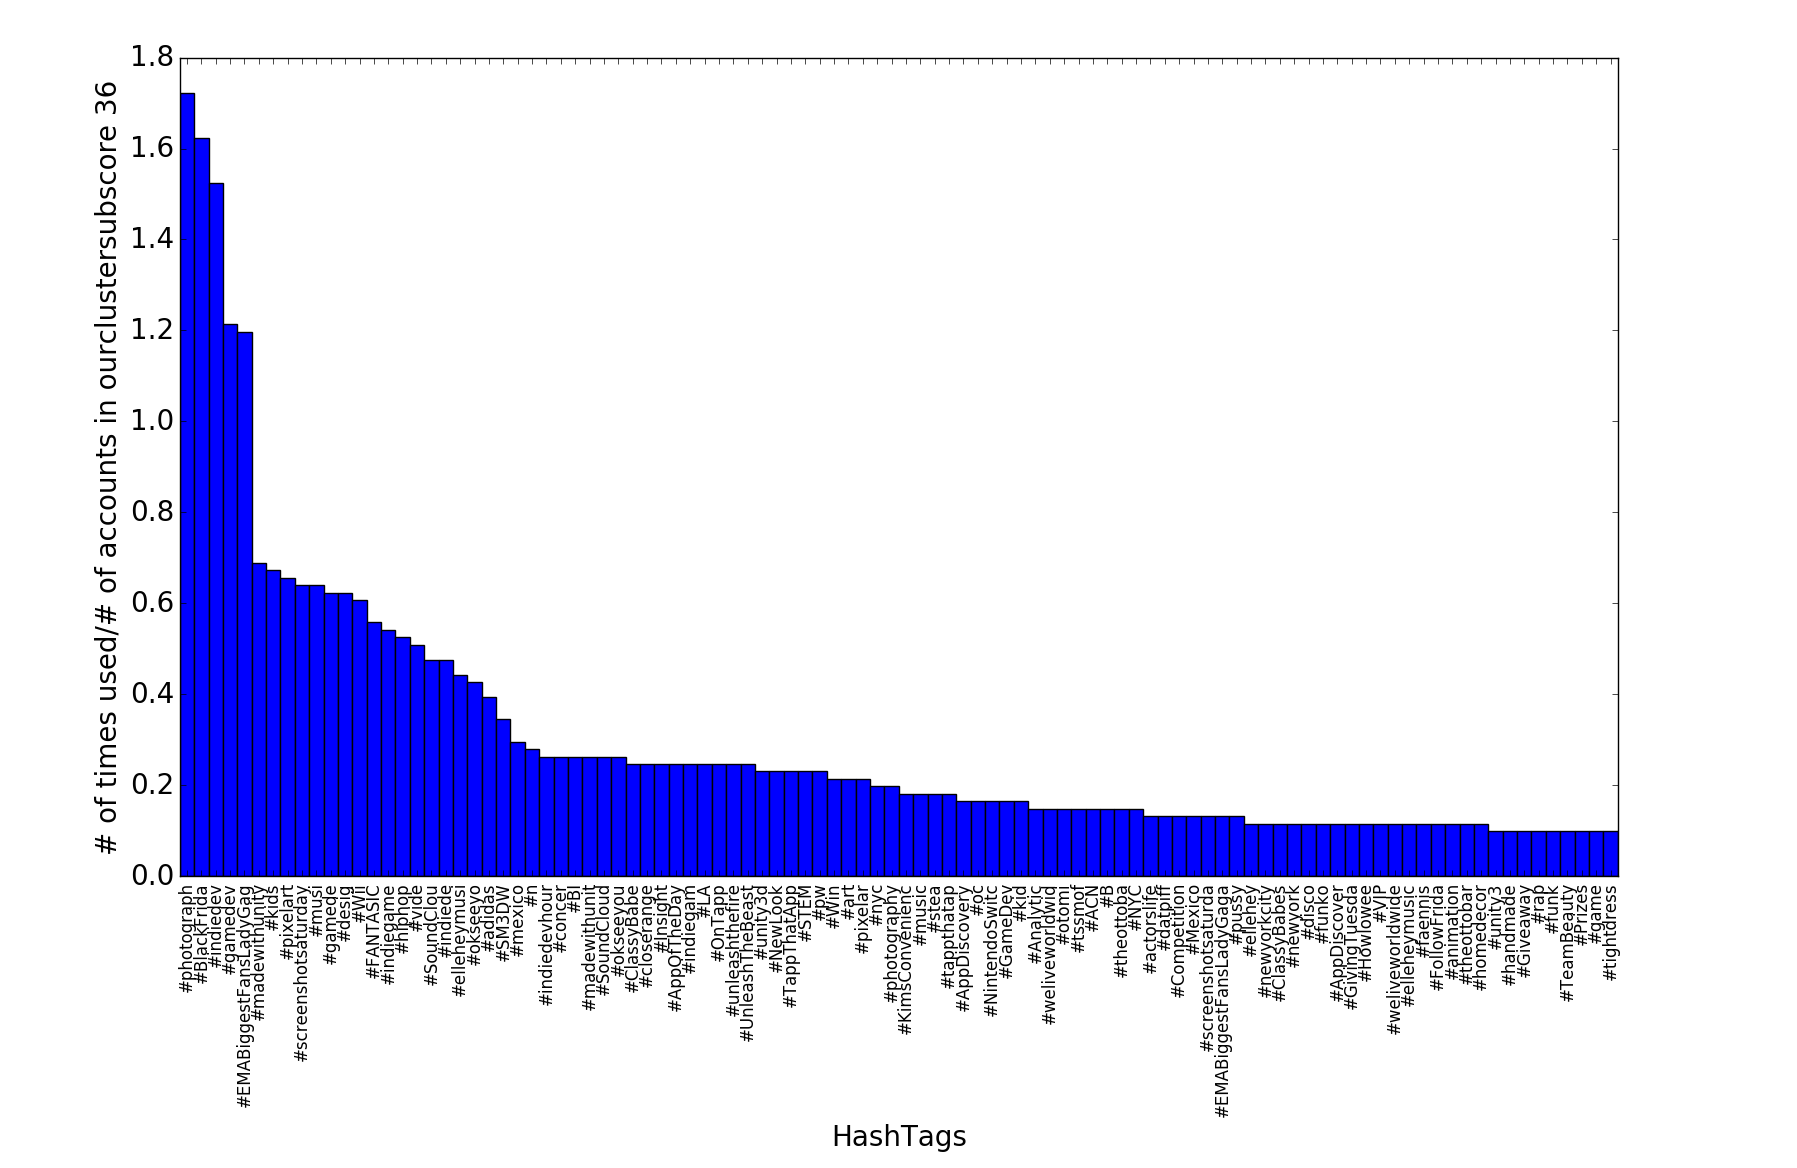 # of times used/# of accounts in ourclustersubscore 36
1.8
1.6
1.4
1.2
1.0
0.8
0.6
0.4
0.2
0.0
#photograph
#BlackFrida
#indiedev
#gamedev
#EMABiggestFansLadyGag
#madewithunity
#kids
#pixelart
#screenshotsaturday
#musi
#gamede
#desig
#Wii
#FANTASIC
#indiegame
#hiphop
#vide
#SoundClou
#indiede
#elleheymusi
#okseeyo
#adidas
#SM3DW
#mexico
#n
#indiedevhour
#concer
#BI
#madewithunit
#SoundCloud
#okseeyou
#ClassyBabe
#closerange
#Insight
#AppOfTheDay
#indiegam
#LA
#OnTapp
#unleashthefire
#UnleashTheBeast
#unity3d
#NewLook
#TappThatApp
#STEM
#pw
#Win
#art
#pixelar
#nyc
#photography
#KimsConvenienc
#music
#stea
#tappthatap
#AppDiscovery
#oc
#NintendoSwitc
#GameDev
#kid
#Analytic
#weliveworldwid
#otomi
#tssmof
#ACN
#B
#theottoba
#NYC
#actorslife
#datpiff
#Competition
#Mexico
#screenshotsaturda
#EMABiggestFansLadyGaga
#pussy
#ellehey
#newyorkcity
#ClassyBabes
#newyork
#disco
#funko
#AppDiscover
#GivingTuesda
#Howlowee
#VIP
#weliveworldwide
#elleheymusic
#faennis
#FollowFrida
#animation
#theottobar
#homedecor
#unity3
#handmade
#Giveaway
#rap
#funk
#TeamBeauty
#Prizes
#game
#tightdress
HashTags